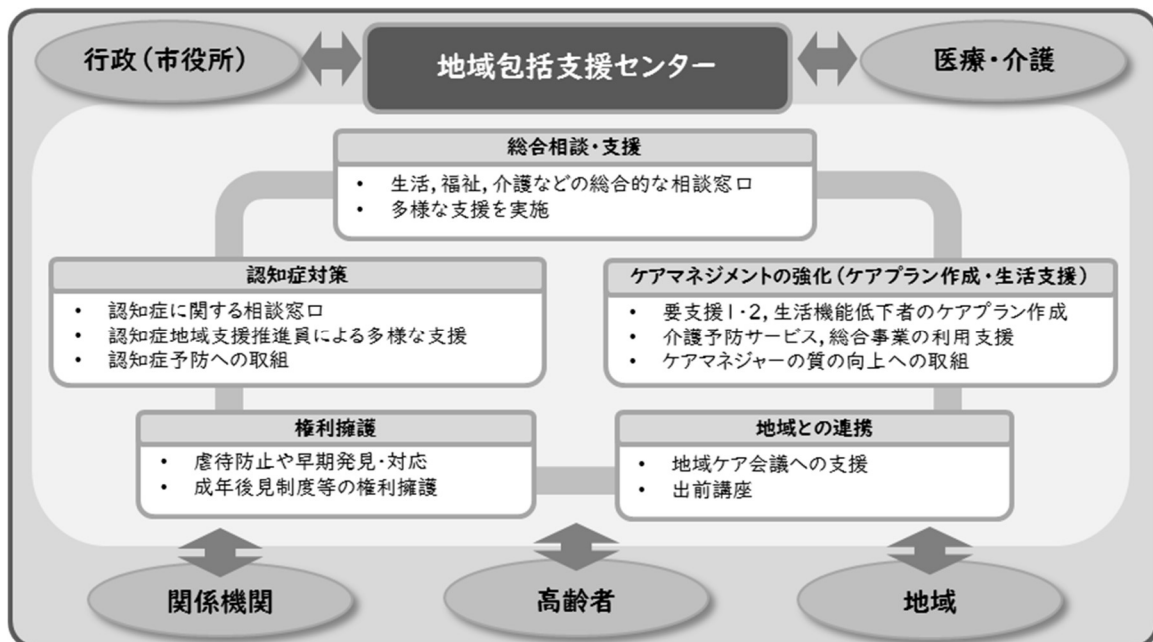 行政(市役所)
地域包括支援センター
医療・介護
総合相談・支援
• 生活,福祉,介護などの総合的な相談窓口
• 多様な支援を実施
認知症対策
• 認知症に関する相談窓口
• 認知症地域支援推進員による多様な支援
• 認知症予防への取組
ケアマネジメントの強化(ケアプラン作成・生活支援)
• 要支援1・2,生活機能低下者のケアプラン作成
• 介護予防サービス,総合事業の利用支援
• ケアマネジャーの質の向上への取組
権利擁護
• 虐待防止や早期発見・対応
• 成年後見制度等の権利擁護
地域との連携
• 地域ケア会議への支援
• 出前講座
関係機関
高齢者
地域